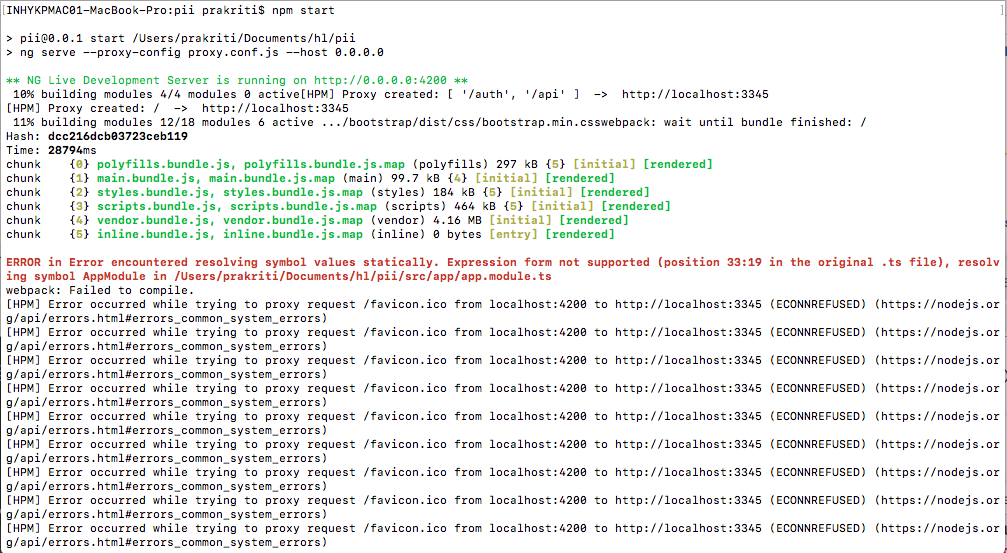 [INHYKPMAC01-MacBook-Pro:pii prakriti$ npm start ]
> pii@0.0.1 start /Users/prakriti/Documents/hl/pii
> ng serve --proxy-config proxy.conf.js --host 0.0.0.0
** NG Live Development Server is running on http://0.0.0.0:4200 **
10% building modules 4/4 modules 0 active[HPM] Proxy created: [ '/auth', '/api' ]  ->  http://localhost:3345
[HPM] Proxy created: /  ->  http://localhost:3345
11% building modules 12/18 modules 6 active .../bootstrap/dist/css/bootstrap.min.csswebpack: wait until bundle finished: /
Hash: dcc216dcb03723ceb119
Time: 28794ms
chunk    {0} polyfills.bundle.js, polyfills.bundle.js.map (polyfills) 297 kB {5} [initial] [rendered]
chunk    {1} main.bundle.js, main.bundle.js.map (main) 99.7 kB {4} [initial] [rendered]
chunk    {2} styles.bundle.js, styles.bundle.js.map (styles) 184 kB {5} [initial] [rendered]
chunk    {3} scripts.bundle.js, scripts.bundle.js.map (scripts) 464 kB {5} [initial] [rendered]
chunk    {4} vendor.bundle.js, vendor.bundle.js.map (vendor) 4.16 MB [initial] [rendered]
chunk    {5} inline.bundle.js, inline.bundle.js.map (inline) 0 bytes [entry] [rendered]
ERROR in Error encountered resolving symbol values statically. Expression form not supported (position 33:19 in the original .ts file), resolv
ing symbol AppModule in /Users/prakriti/Documents/hl/pii/src/app/app.module.ts
webpack: Failed to compile.
[HPM] Error occurred while trying to proxy request /favicon.ico from localhost:4200 to http://localhost:3345 (ECONNREFUSED) (https://nodejs.or
g/api/errors.html#errors_common_system_errors)
[HPM] Error occurred while trying to proxy request /favicon.ico from localhost:4200 to http://localhost:3345 (ECONNREFUSED) (https://nodejs.or
g/api/errors.html#errors_common_system_errors)
[HPM] Error occurred while trying to proxy request /favicon.ico from localhost:4200 to http://localhost:3345 (ECONNREFUSED) (https://nodejs.or
g/api/errors.html#errors_common_system_errors)
[HPM] Error occurred while trying to proxy request /favicon.ico from localhost:4200 to http://localhost:3345 (ECONNREFUSED) (https://nodejs.or
g/api/errors.html#errors_common_system_errors)
[HPM] Error occurred while trying to proxy request /favicon.ico from localhost:4200 to http://localhost:3345 (ECONNREFUSED) (https://nodejs.or
g/api/errors.html#errors_common_system_errors)
[HPM] Error occurred while trying to proxy request /favicon.ico from localhost:4200 to http://localhost:3345 (ECONNREFUSED) (https://nodejs.or
g/api/errors.html#errors_common_system_errors)
[HPM] Error occurred while trying to proxy request /favicon.ico from localhost:4200 to http://localhost:3345 (ECONNREFUSED) (https://nodejs.or
g/api/errors.html#errors_common_system_errors)
[HPM] Error occurred while trying to proxy request /favicon.ico from localhost:4200 to http://localhost:3345 (ECONNREFUSED) (https://nodejs.or
g/api/errors.html#errors_common_system_errors)
[HPM] Error occurred while trying to proxy request /favicon.ico from localhost:4200 to http://localhost:3345 (ECONNREFUSED) (https://nodejs.or
g/api/errors.html#errors_common_system_errors)